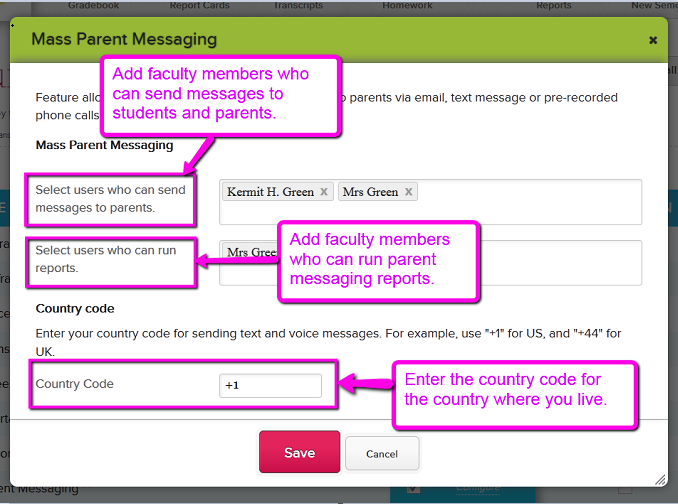 Gradebook Report Cards Transcripts Homework Reports New Seme
Mass Parent Messaging ×
Add faculty members who
can send messages to
students and parents.
Feature allo
o parents via email, text message or pre-recorded
phone calls
Mass Parent Messaging
Select users who can send
messages to parents.
Kermit H. Green x Mrs Green x
Select users who can run
reports.
Mrs Gree
Add faculty members
who can run parent
messaging reports.
Country code
Enter your country code for sending text and voice messages. For example, use "+1" for US, and "+44" for
UK.
Country Code +1
Enter the country code for
the country where you live.
Save Cancel
nt Messaging Configure